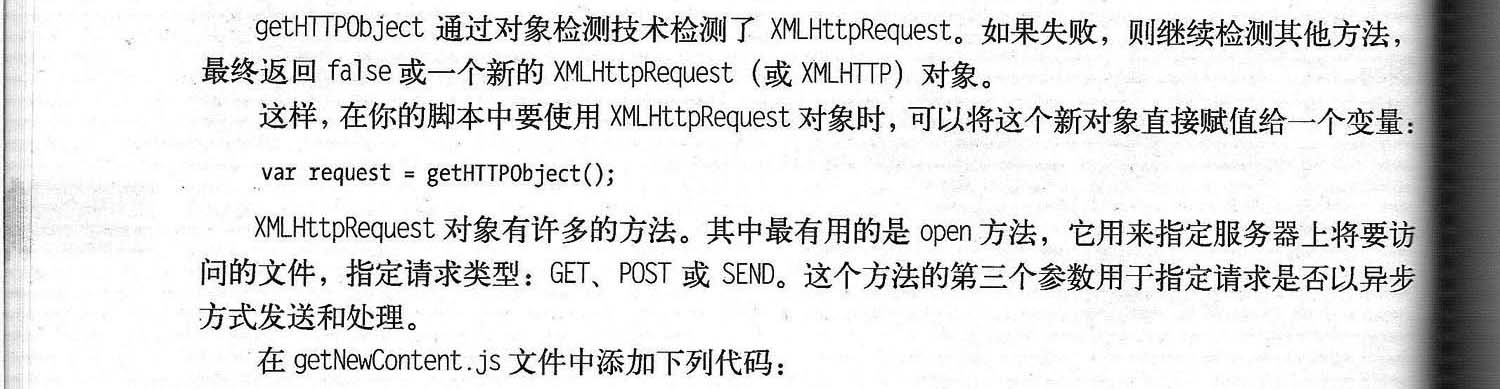 getHTTPObject 通过对象检测技术检测了 XMLHttpRequest。如果失败，则继续检测其他方法，
最终返回 false 或一个新的 XMLHttpRequest（或 XMLHTTP）对象。
这样，在你的脚本中要使用 XMLHttpRequest 对象时，可以将这个新对象直接赋值给一个变量：
var request = getHTTPObject();
XMLHttpRequest 对象有许多的方法。其中最有用的是 open 方法，它用来指定服务器上将要访
问的文件，指定请求类型：GET、POST 或 SEND。这个方法的第三个参数用于指定请求是否以异步
方式发送和处理。
在 getNewContent.js 文件中添加下列代码：